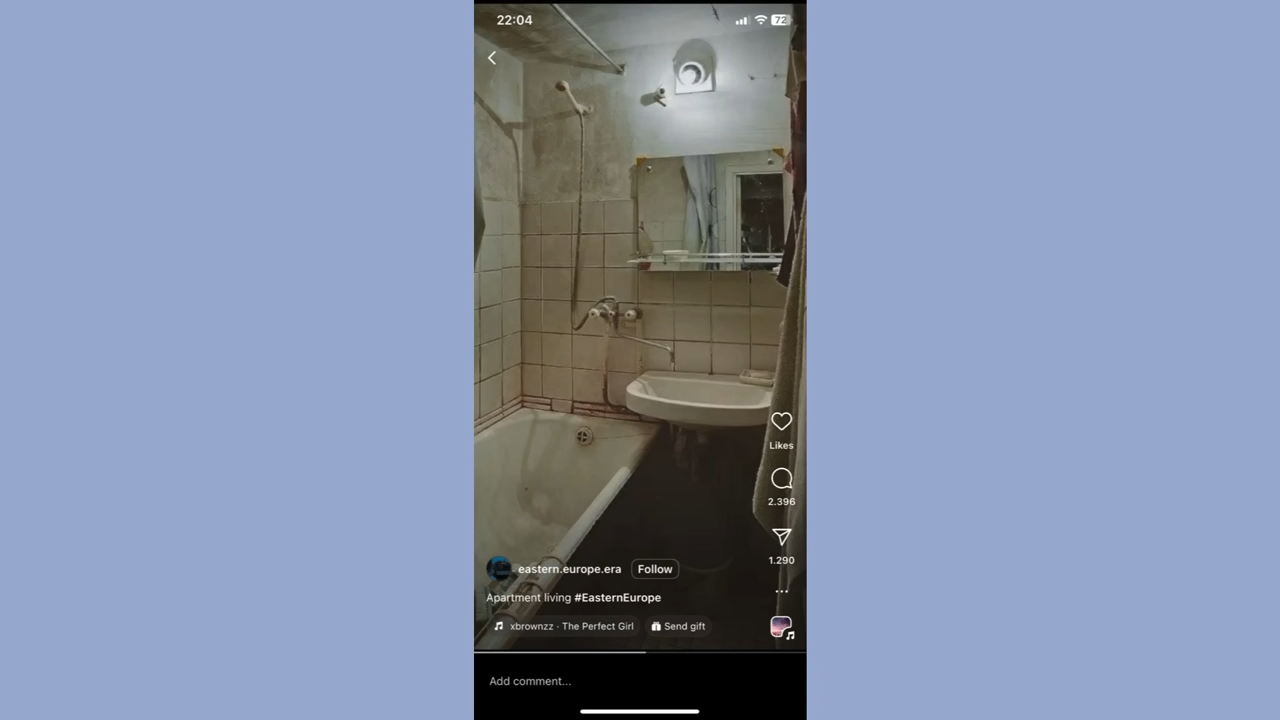 22:04
72
Likes
2.396
1.290
eastern.europe.era Follow
Apartment living #EasternEurope
xbrownzz · The Perfect Girl Send gift
Add comment...